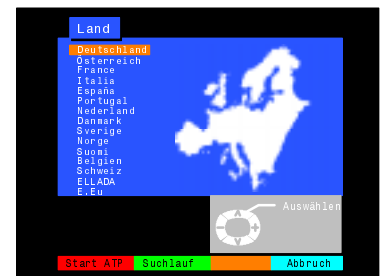 Land
Deutschland
Österreich
France
Italia
España
Portugal
Nederland
Danmark
Sverige
Norge
Suomi
Belgien
Schweiz
ELLADA
E.Eu
Auswählen
Start ATP Suchlauf Abbruch